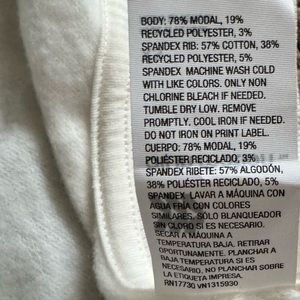 BODY: 78% MODAL, 19%
RECYCLED POLYESTER, 3%
SPANDEX RIB: 57% COTTON, 38%
RECYCLED POLYESTER, 5%
SPANDEX MACHINE WASH COLD
WITH LIKE COLORS. ONLY NON
CHLORINE BLEACH IF NEEDED.
TUMBLE DRY LOW. REMOVE
PROMPTLY. COOL IRON IF NEEDED.
DO NOT IRON ON PRINT LABEL.
CUERPO: 78% MODAL, 19%
POLIÉSTER RECICLADO, 3%
SPANDEX RIBETE: 57% ALGODÓN,
38% POLIÉSTER RECICLADO, 5%
SPANDEX LAVAR A MÁQUINA CON
AGUA FRÍA CON COLORES
SIMILARES. SÓLO BLANQUEADOR
SIN CLORO SI ES NECESARIO.
SECAR A MÁQUINA A
TEMPERATURA BAJA. RETIRAR
OPORTUNAMENTE. PLANCHAR A
BAJA TEMPERATURA SI ES
NECESARIO. NO PLANCHAR SOBRE
LA ETIQUETA IMPRESA.
RN17730 VN1315930